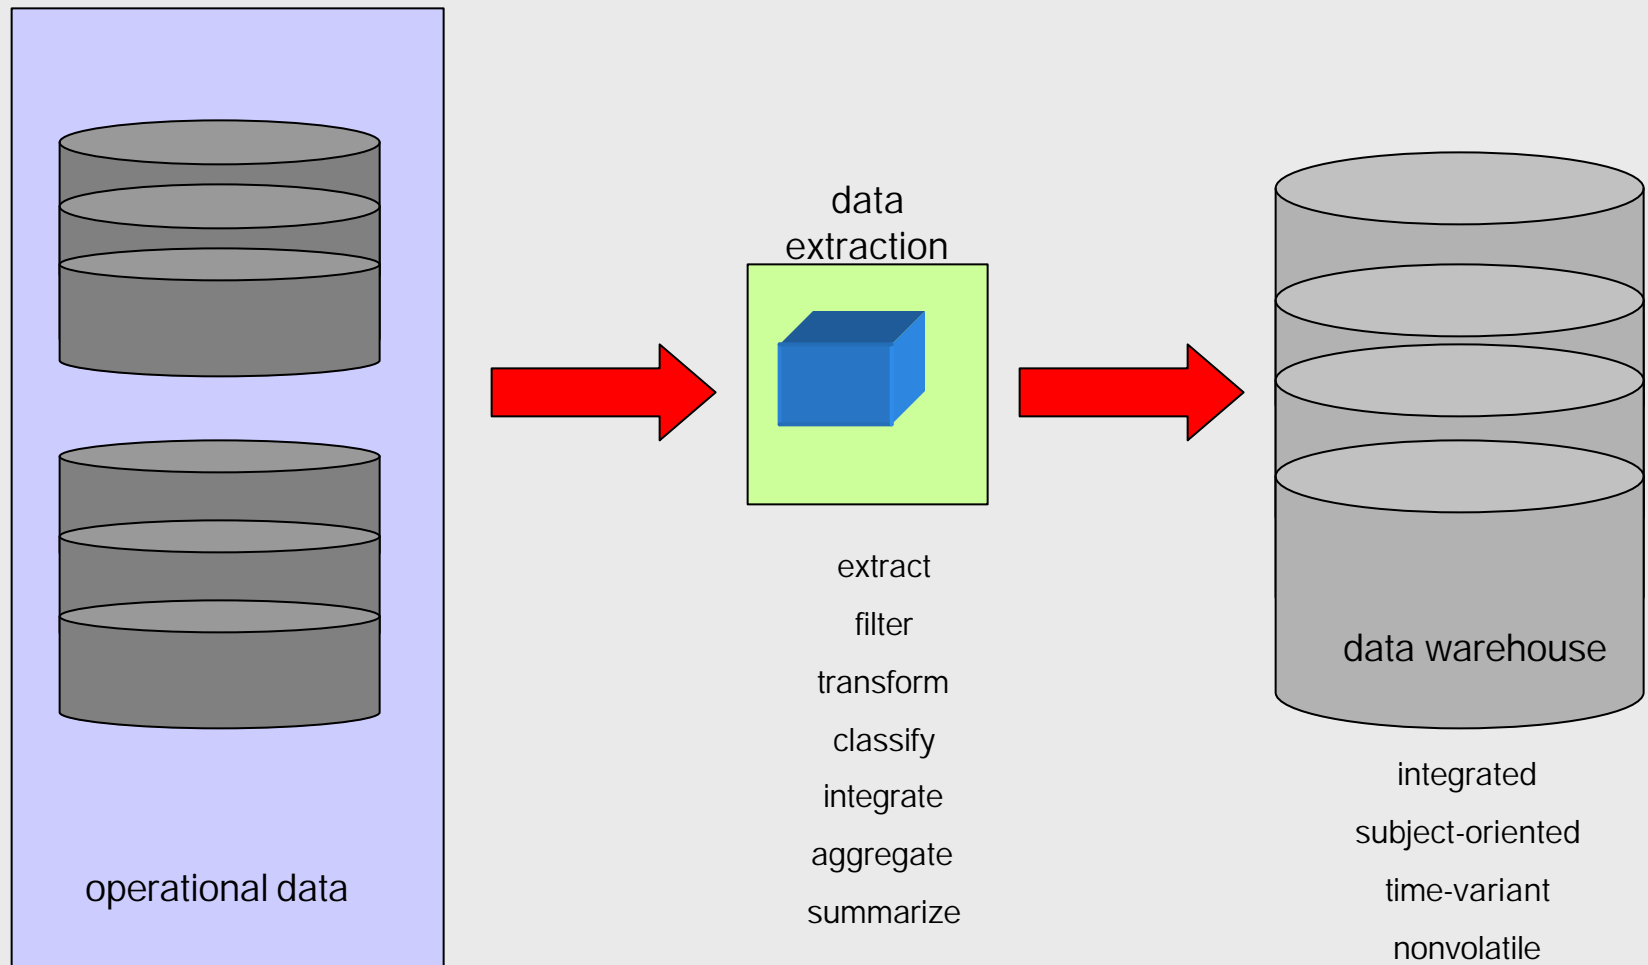 operational data
data
extraction
extract
filter
transform
classify
integrate
aggregate
summarize
data warehouse
integrated
subject-oriented
time-variant
nonvolatile